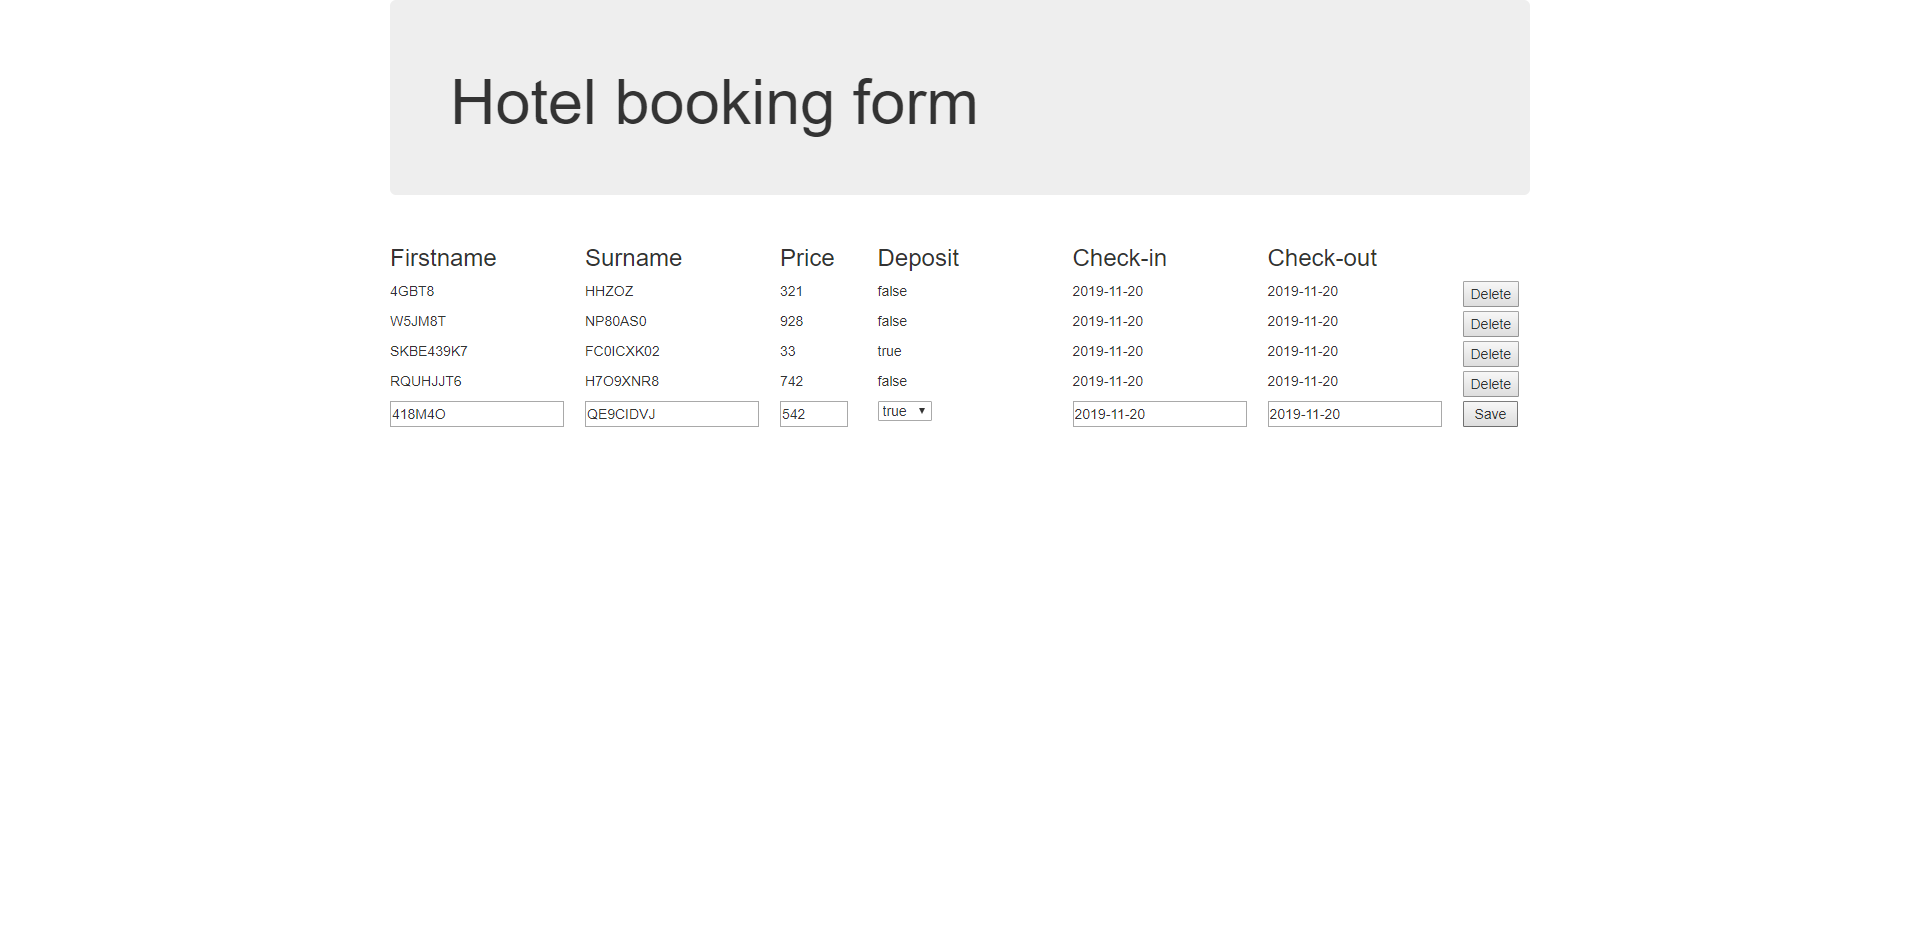 Hotel booking form
Firstname Surname Price Deposit Check-in Check-out
4GBT8 HHZOZ 321 false 2019-11-20 2019-11-20 Delete
W5JM8T NP80AS0 928 false 2019-11-20 2019-11-20 Delete
SKBE439K7 FC0ICXK02 33 true 2019-11-20 2019-11-20 Delete
RQUHJJT6 H7O9XNR8 742 false 2019-11-20 2019-11-20 Delete
418M4O QE9CIDVJ 542 true 2019-11-20 2019-11-20 Save